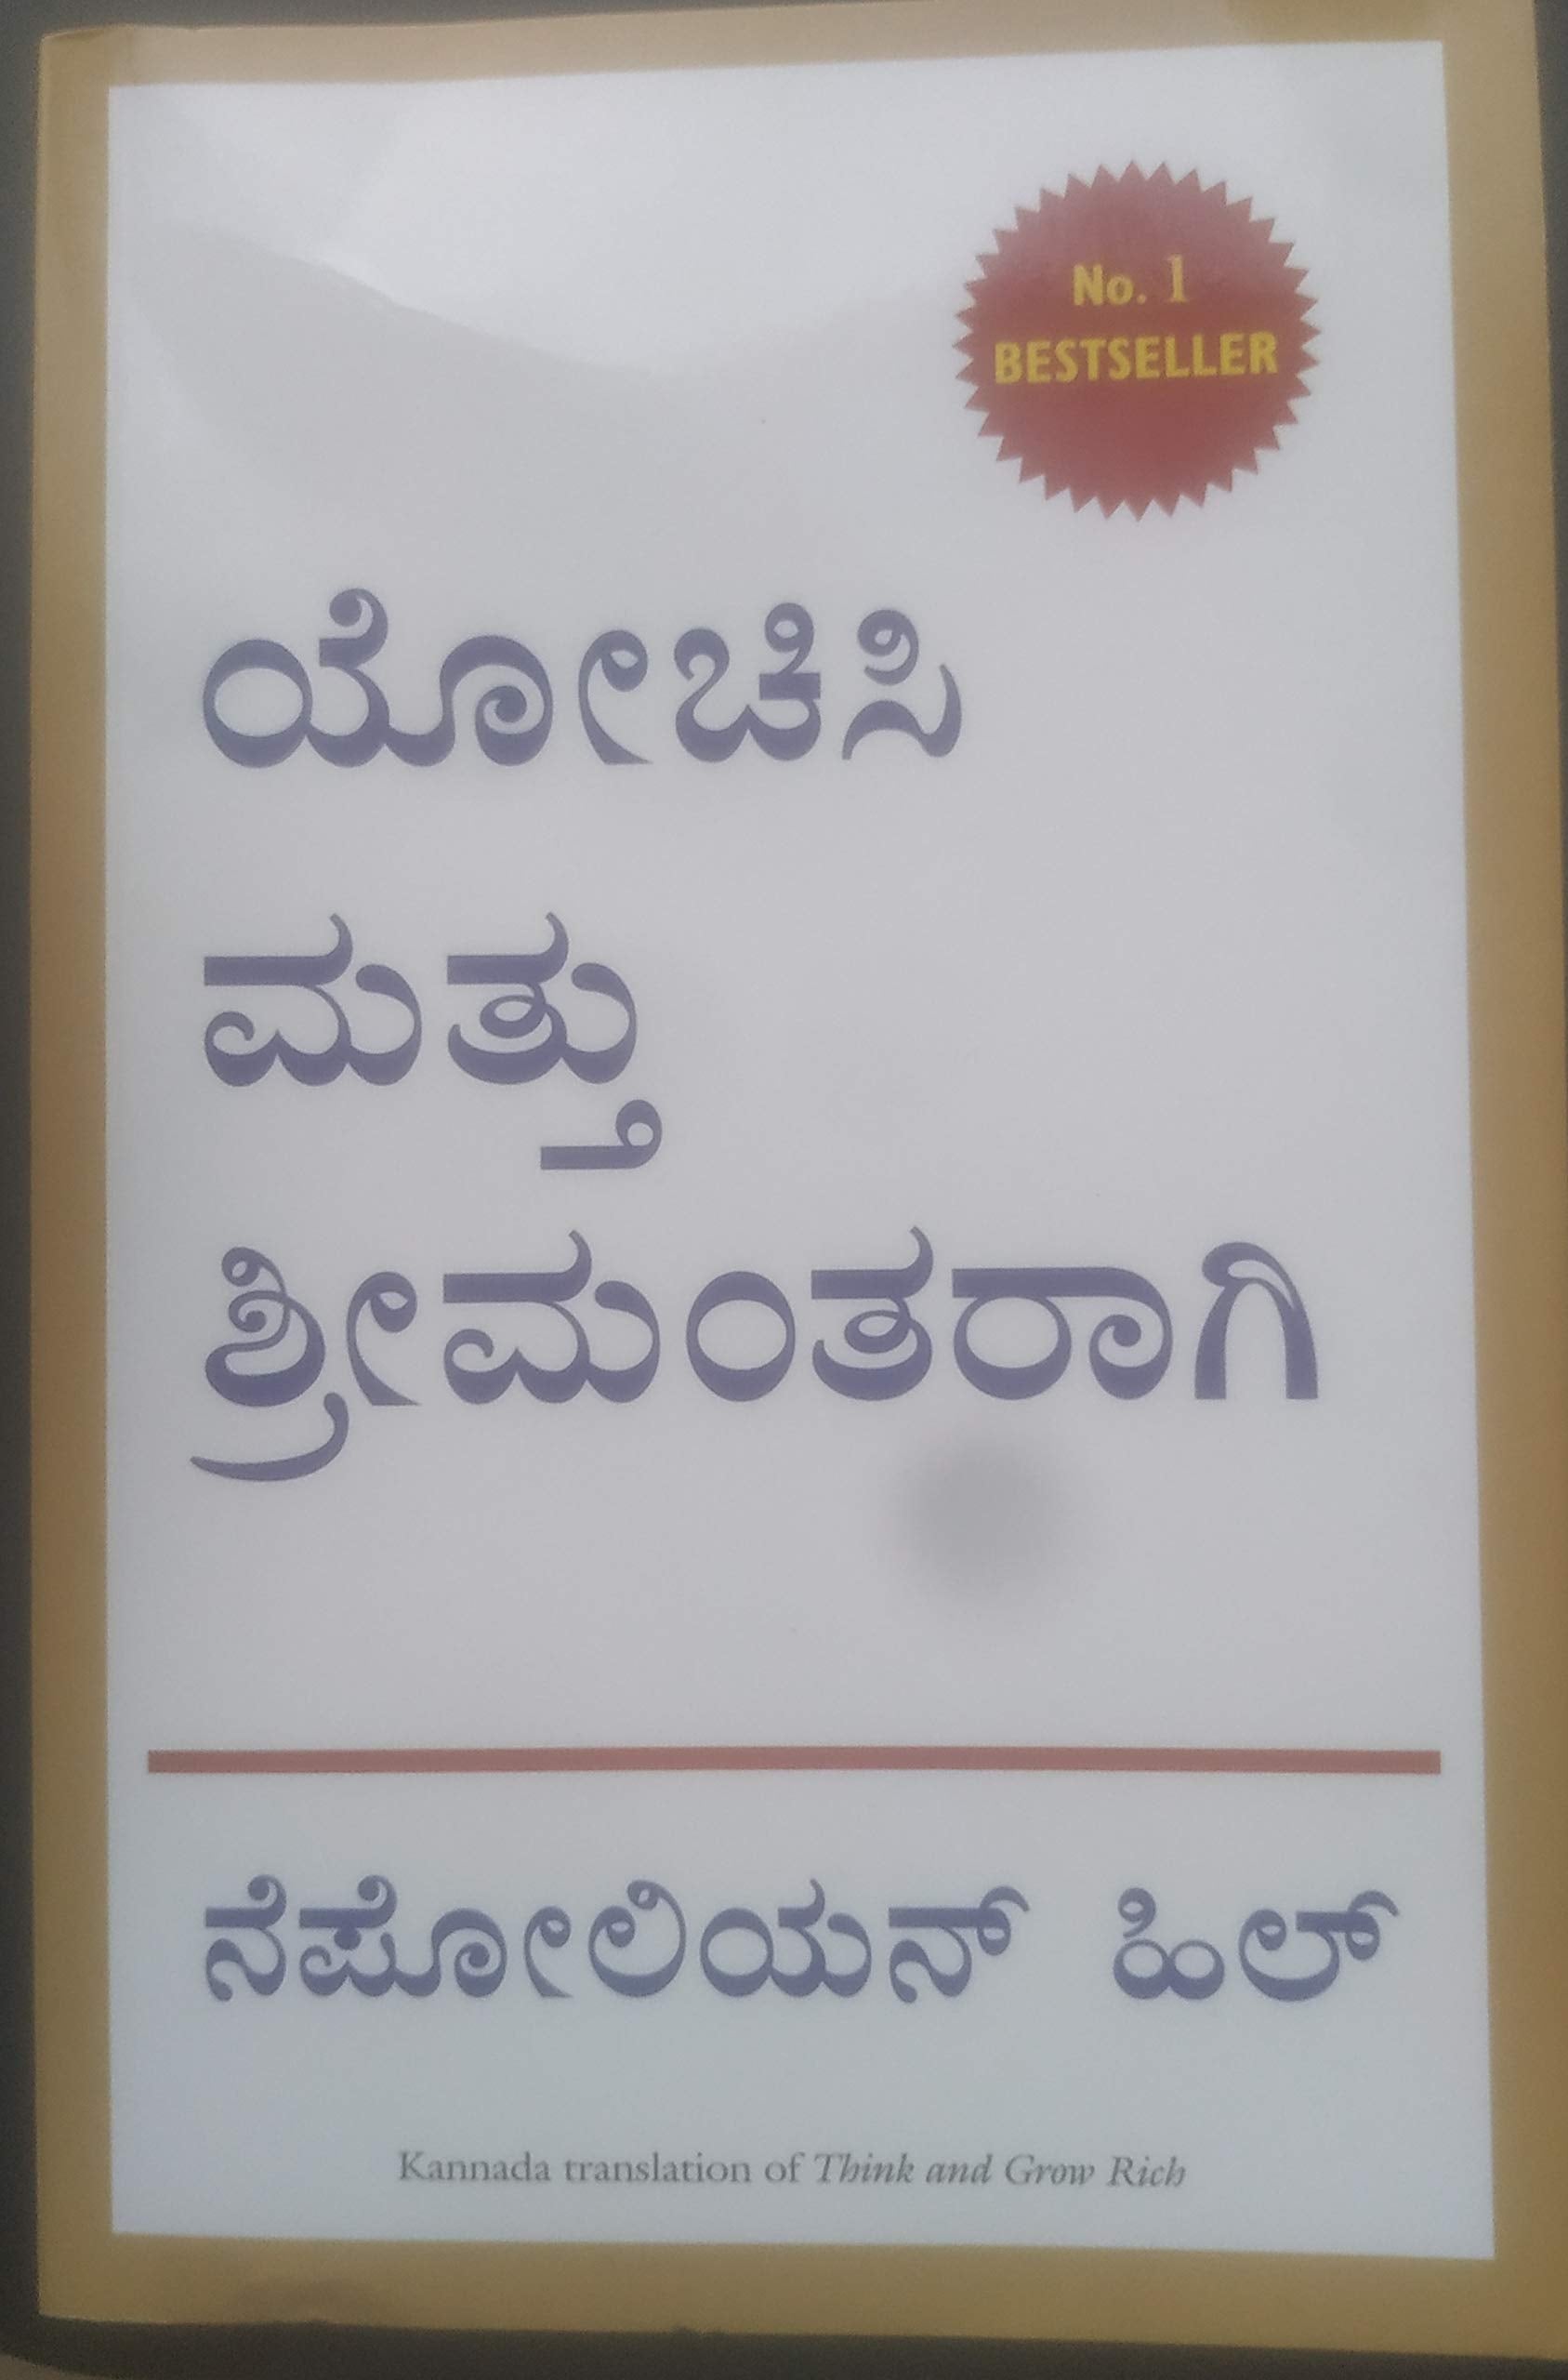 No. 1
BESTSELLER
ಯೋಚಿಸಿ
ಮತ್ತು
ಶ್ರೀಮಂತರಾಗಿ
ನೆಪೋಲಿಯನ್ ಹಿಲ್
Kannada translation of Think and Grow Rich